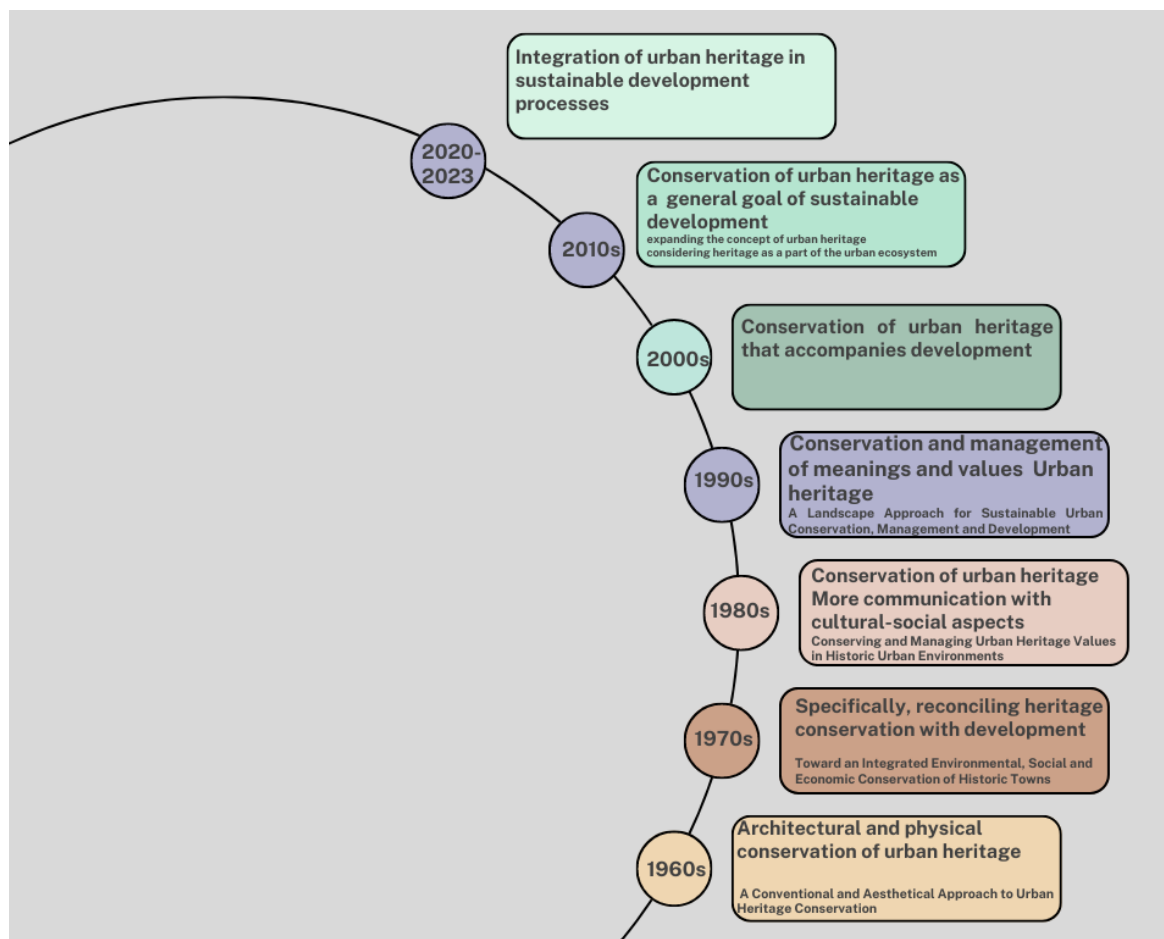 Integration of urban heritage in
sustainable development
processes
2020-
2023
Conservation of urban heritage as
a general goal of sustainable
development
expanding the concept of urban heritage
considering heritage as a part of the urban ecosystem
2010s
Conservation of urban heritage
that accompanies development
2000s
Conservation and management
of meanings and values Urban
heritage
A Landscape Approach for Sustainable Urban
Conservation, Management and Development
1990s
Conservation of urban heritage
More communication with
cultural-social aspects
Conserving and Managing Urban Heritage Values
in Historic Urban Environments
1980s
Specifically, reconciling heritage
conservation with development
Toward an Integrated Environmental, Social and
Economic Conservation of Historic Towns
1970s
Architectural and physical
conservation of urban heritage
A Conventional and Aesthetical Approach to Urban
Heritage Conservation
1960s